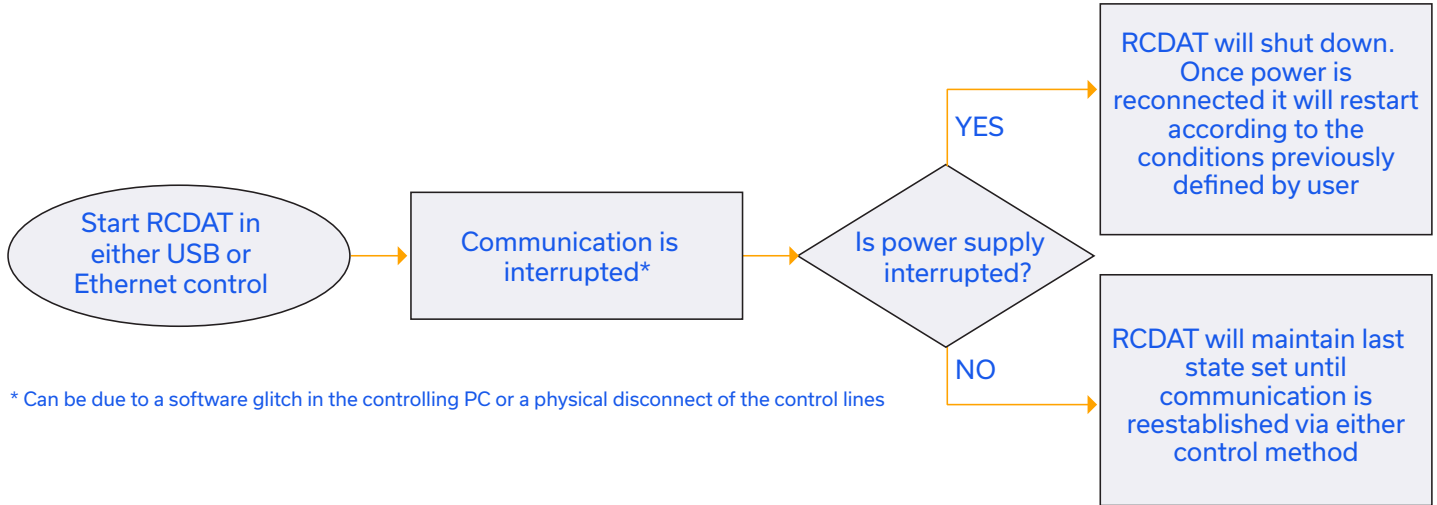 Start RCDAT in
either USB or
Ethernet control
Communication is
interrupted*
Is power supply
interrupted?
YES
RCDAT will shut down.
Once power is
reconnected it will restart
according to the
conditions previously
defined by user
NO
RCDAT will maintain last
state set until
communication is
reestablished via either
control method
* Can be due to a software glitch in the controlling PC or a physical disconnect of the control lines